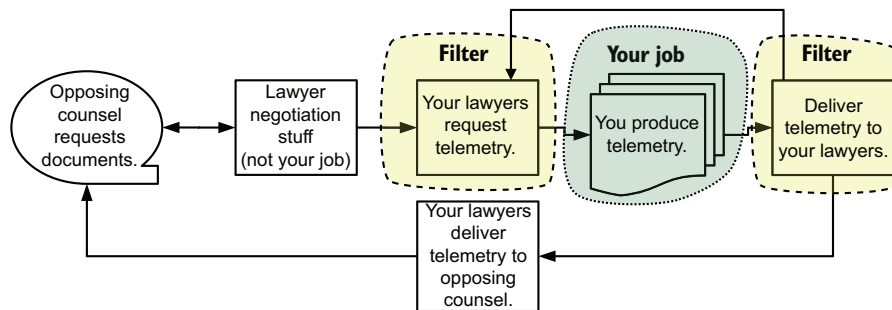 Filter
Your job
Filter
Opposing
counsel
requests
documents.
Lawyer
negotiation
stuff
(not your job)
Your lawyers
request
telemetry.
You produce
telemetry.
Deliver
telemetry to
your lawyers.
Your lawyers
deliver
telemetry to
opposing
counsel.